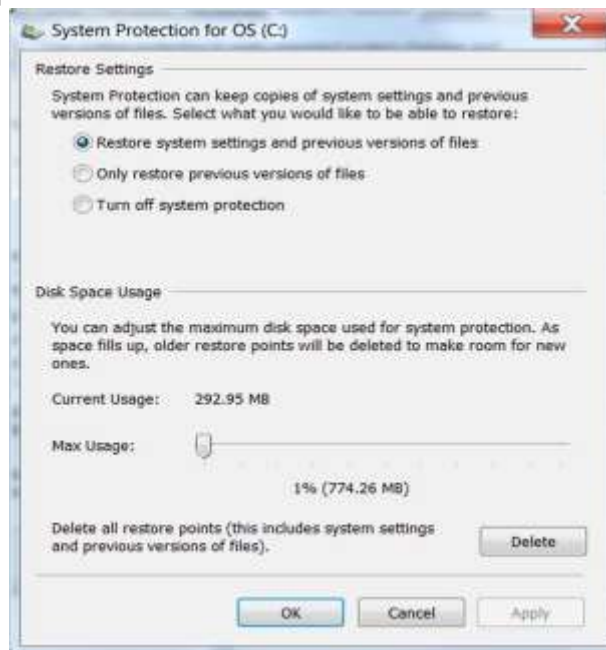 System Protection for OS (C:)
Restore Settings
System Protection can keep copies of system settings and previous
versions of files. Select what you would like to be able to restore:
Restore system settings and previous versions of files
Only restore previous versions of files
Turn off system protection
Disk Space Usage
You can adjust the maximum disk space used for system protection. As
space fills up, older restore points will be deleted to make room for new
ones.
Current Usage: 292.95 MB
Max Usage:
1% (774.26 MB)
Delete all restore points (this includes system settings
and previous versions of files).
Delete
OK Cancel Apply